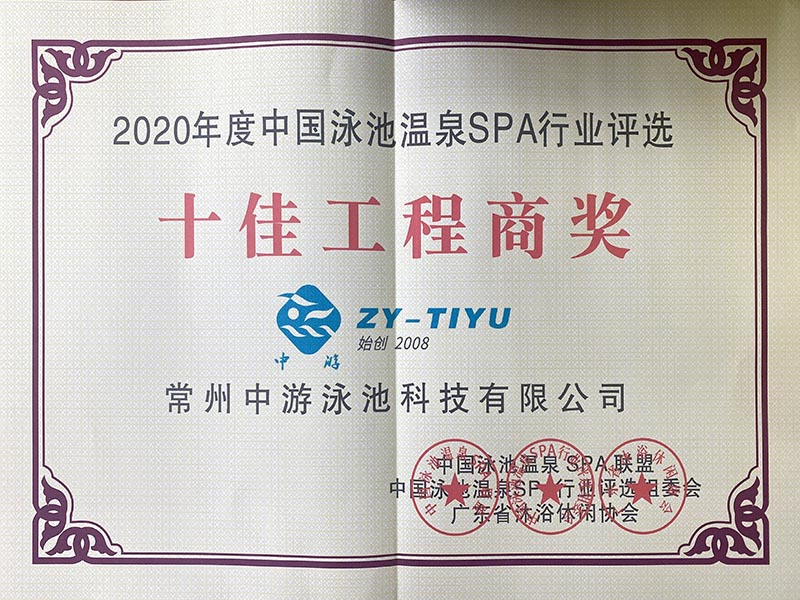 2020年度中国泳池温泉SPA行业评选
十佳工程商奖
ZY-TIYU
始创 2008
中 游
常州中游泳池科技有限公司
中国泳池温泉 SPA 联盟
中国泳池温泉SPA行业评选组委会
广东省沐浴休闲协会